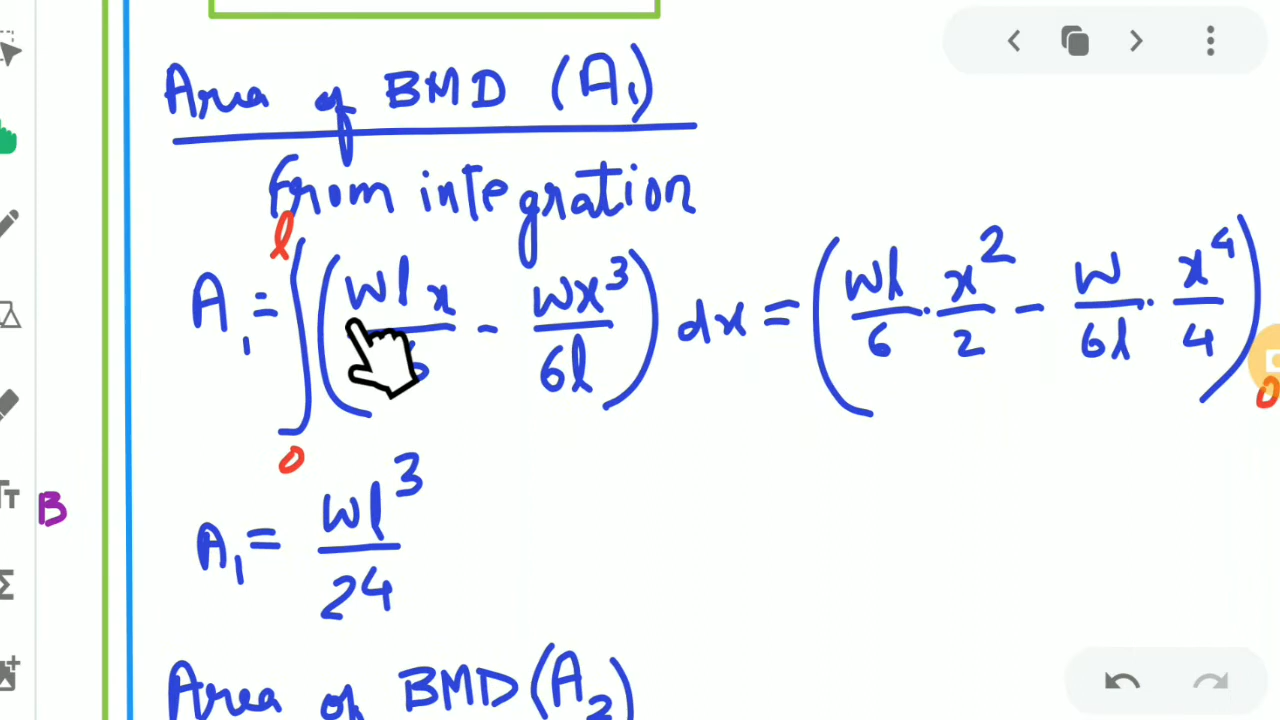 Area of BMD (A₁)
From integration
A₁ = ∫₀ˡ (wlx/6 - wx³/6l) dx = (wl/6 · x²/2 - w/6l · x⁴/4)₀
A₁ = wl³/24
B
Area of BMD (A₂)